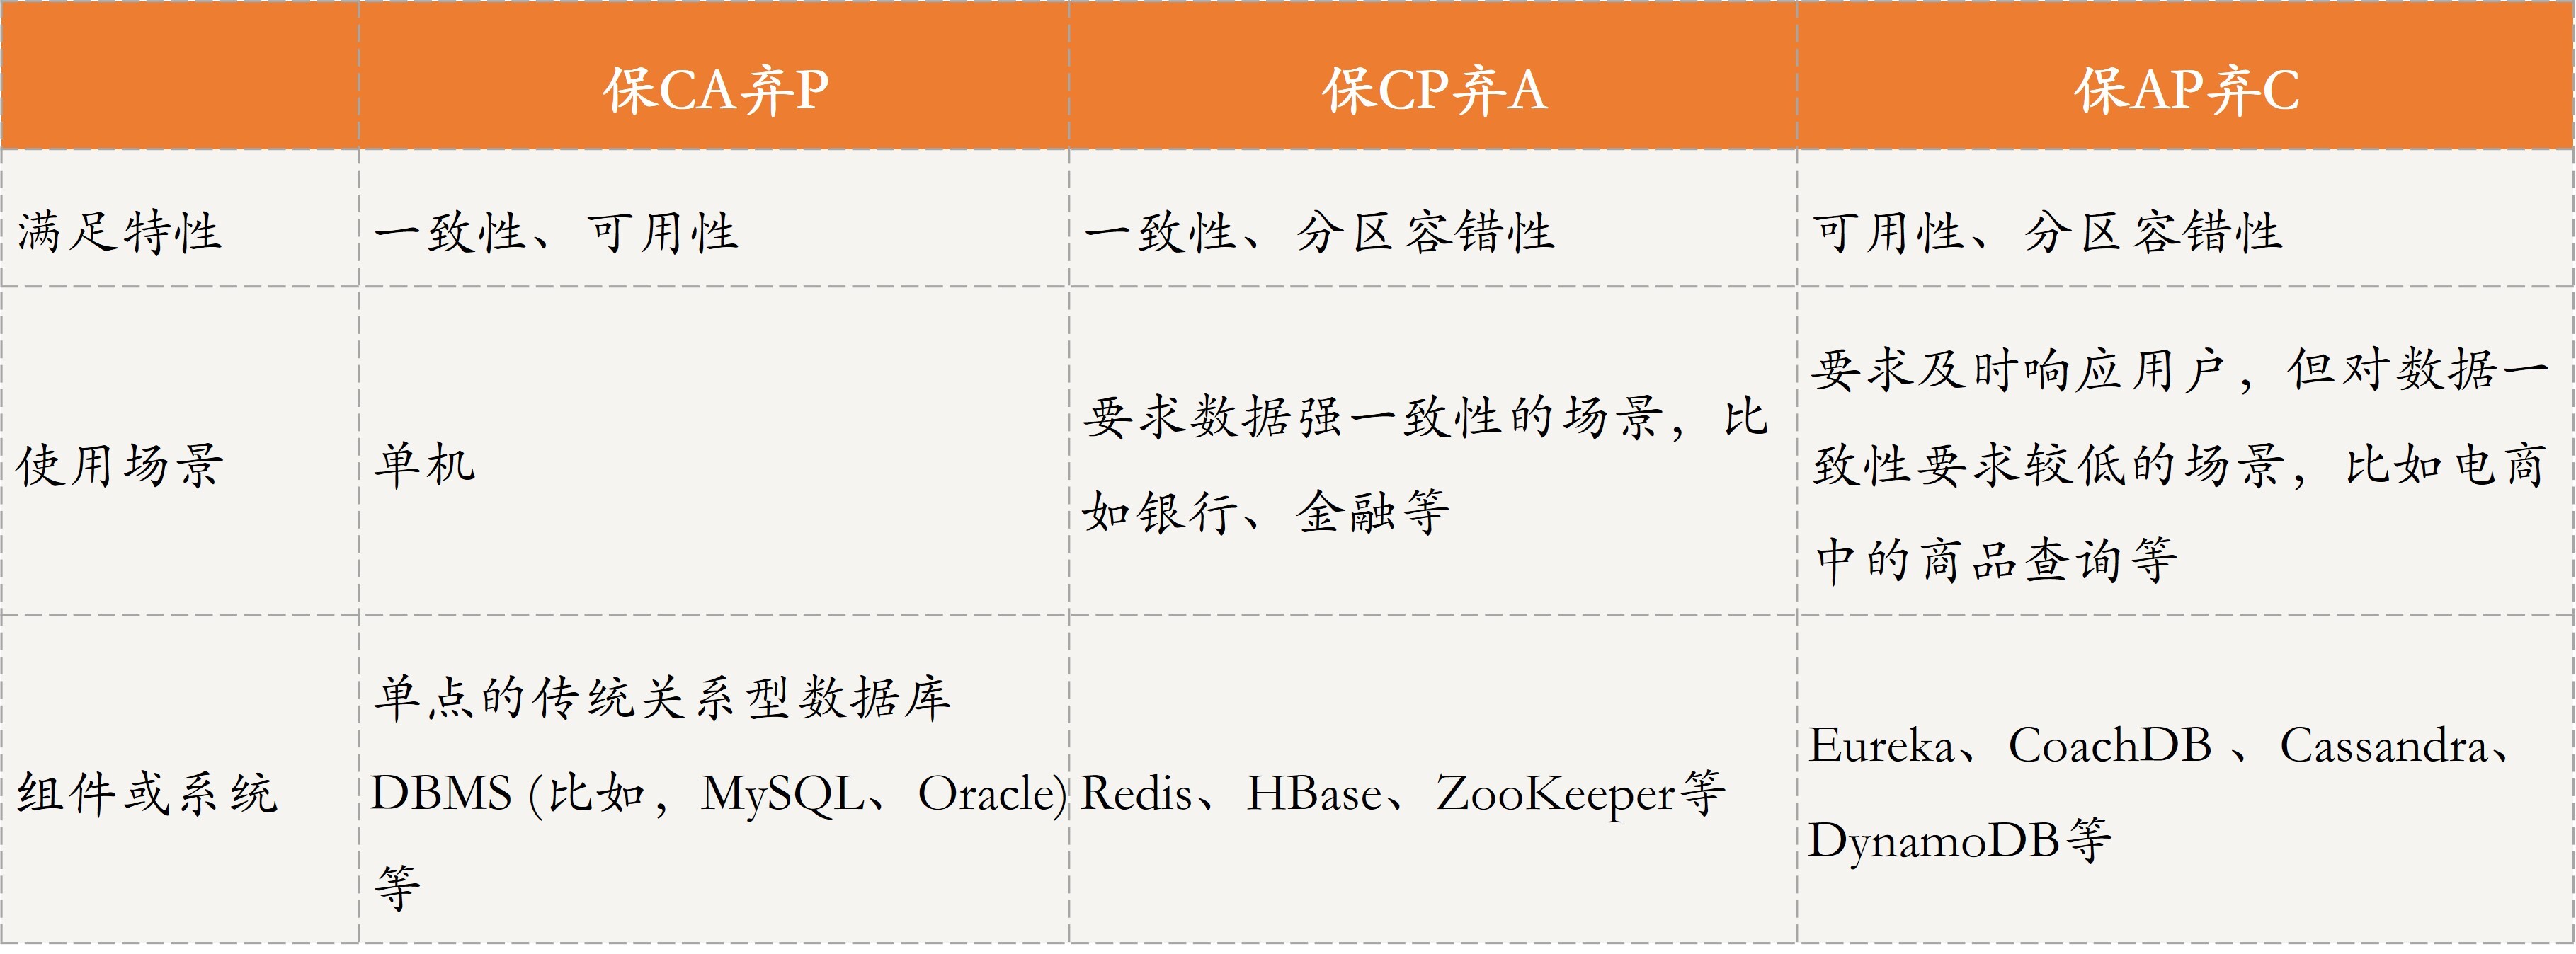 保CA弃P
保CP弃A
保AP弃C
满足特性
一致性、可用性
一致性、分区容错性
可用性、分区容错性
使用场景
单机
要求数据强一致性的场景，比
如银行、金融等
要求及时响应用户，但对数据一
致性要求较低的场景，比如电商
中的商品查询等
组件或系统
单点的传统关系型数据库
DBMS (比如，MySQL、Oracle)
等
Redis、HBase、ZooKeeper等
Eureka、CoachDB 、Cassandra、
DynamoDB等